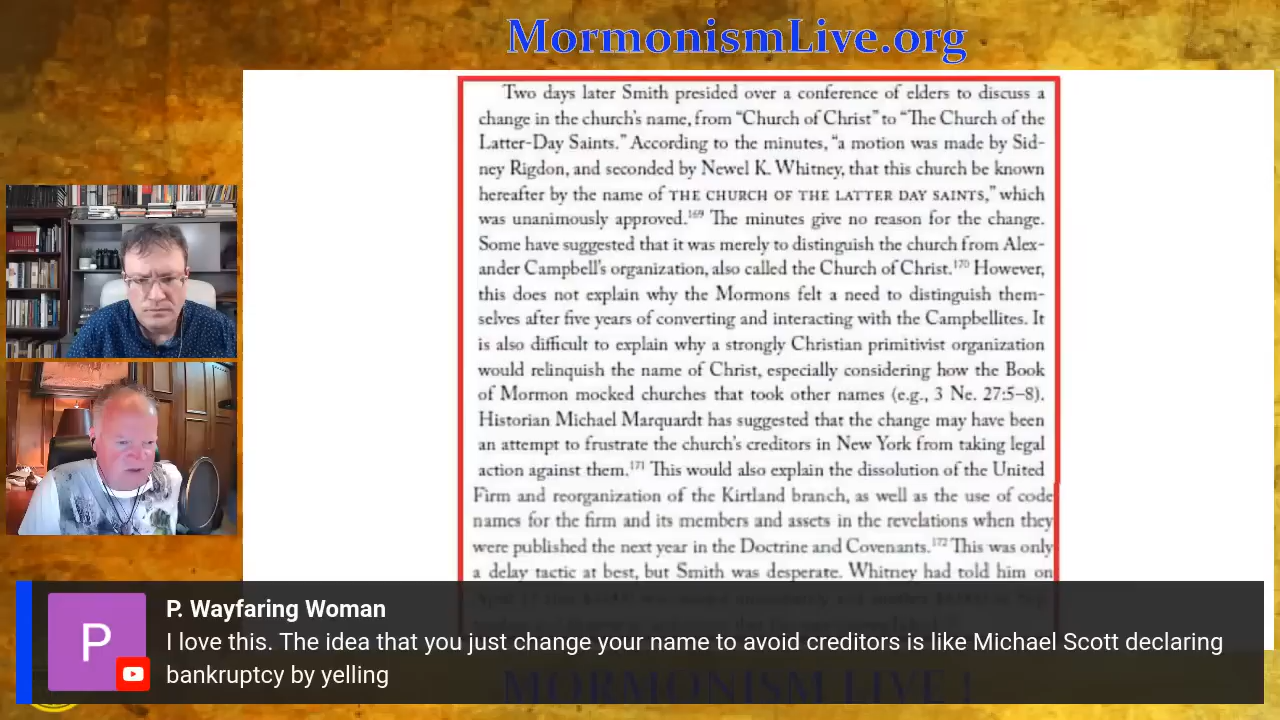 MormonismLive.org
Two days later Smith presided over a conference of elders to discuss a
change in the church's name, from “Church of Christ” to “The Church of the
Latter-Day Saints.” According to the minutes, “a motion was made by Sid-
ney Rigdon, and seconded by Newel K. Whitney, that this church be known
hereafter by the name of THE CHURCH OF THE LATTER DAY SAINTS,” which
was unanimously approved.169 The minutes give no reason for the change.
Some have suggested that it was merely to distinguish the church from Alex-
ander Campbell's organization, also called the Church of Christ.170 However,
this does not explain why the Mormons felt a need to distinguish them-
selves after five years of converting and interacting with the Campbellites. It
is also difficult to explain why a strongly Christian primitivist organization
would relinquish the name of Christ, especially considering how the Book
of Mormon mocked churches that took other names (e.g., 3 Ne. 27:5–8).
Historian Michael Marquardt has suggested that the change may have been
an attempt to frustrate the church's creditors in New York from taking legal
action against them.171 This would also explain the dissolution of the United
Firm and reorganization of the Kirtland branch, as well as the use of code
names for the firm and its members and assets in the revelations when they
were published the next year in the Doctrine and Covenants.172 This was only
a delay tactic at best, but Smith was desperate. Whitney had told him on
P
P. Wayfaring Woman
I love this. The idea that you just change your name to avoid creditors is like Michael Scott declaring
bankruptcy by yelling
MORMONISM LIVE !